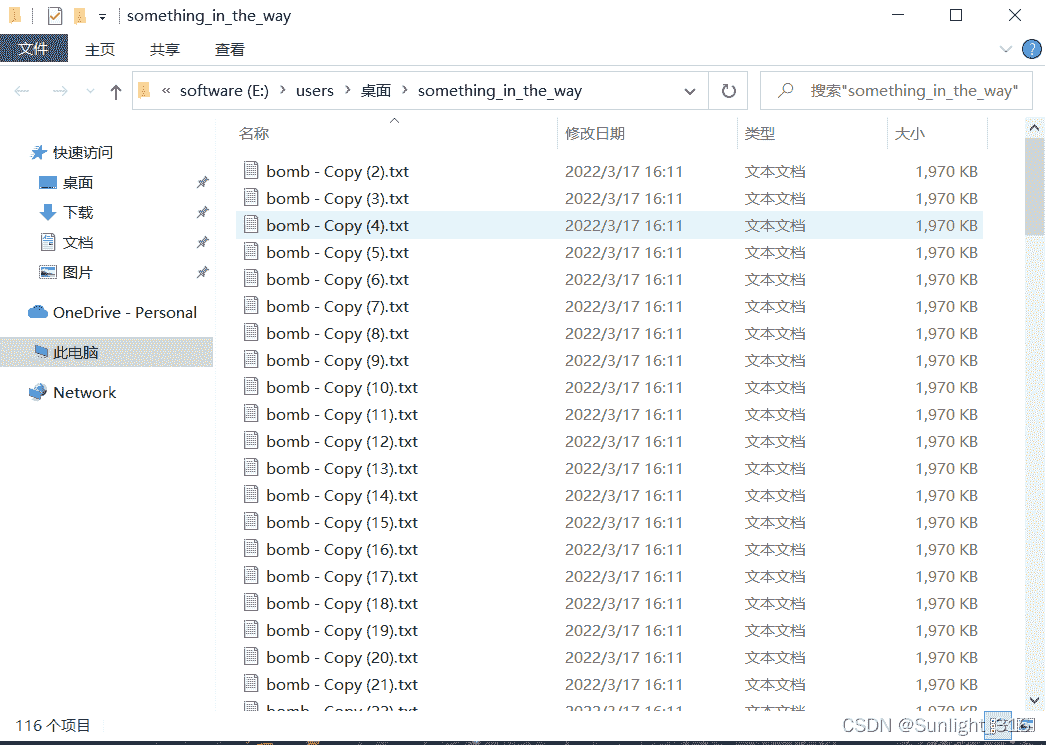 something_in_the_way
文件 主页 共享 查看
« software (E:) › users › 桌面 › something_in_the_way 搜索"something_in_the_way"
名称 修改日期 类型 大小
快速访问
桌面
下载
文档
图片
OneDrive - Personal
此电脑
Network
bomb - Copy (2).txt 2022/3/17 16:11 文本文档 1,970 KB
bomb - Copy (3).txt 2022/3/17 16:11 文本文档 1,970 KB
bomb - Copy (4).txt 2022/3/17 16:11 文本文档 1,970 KB
bomb - Copy (5).txt 2022/3/17 16:11 文本文档 1,970 KB
bomb - Copy (6).txt 2022/3/17 16:11 文本文档 1,970 KB
bomb - Copy (7).txt 2022/3/17 16:11 文本文档 1,970 KB
bomb - Copy (8).txt 2022/3/17 16:11 文本文档 1,970 KB
bomb - Copy (9).txt 2022/3/17 16:11 文本文档 1,970 KB
bomb - Copy (10).txt 2022/3/17 16:11 文本文档 1,970 KB
bomb - Copy (11).txt 2022/3/17 16:11 文本文档 1,970 KB
bomb - Copy (12).txt 2022/3/17 16:11 文本文档 1,970 KB
bomb - Copy (13).txt 2022/3/17 16:11 文本文档 1,970 KB
bomb - Copy (14).txt 2022/3/17 16:11 文本文档 1,970 KB
bomb - Copy (15).txt 2022/3/17 16:11 文本文档 1,970 KB
bomb - Copy (16).txt 2022/3/17 16:11 文本文档 1,970 KB
bomb - Copy (17).txt 2022/3/17 16:11 文本文档 1,970 KB
bomb - Copy (18).txt 2022/3/17 16:11 文本文档 1,970 KB
bomb - Copy (19).txt 2022/3/17 16:11 文本文档 1,970 KB
bomb - Copy (20).txt 2022/3/17 16:11 文本文档 1,970 KB
bomb - Copy (21).txt 2022/3/17 16:11 文本文档 1,970 KB
116 个项目
CSDN